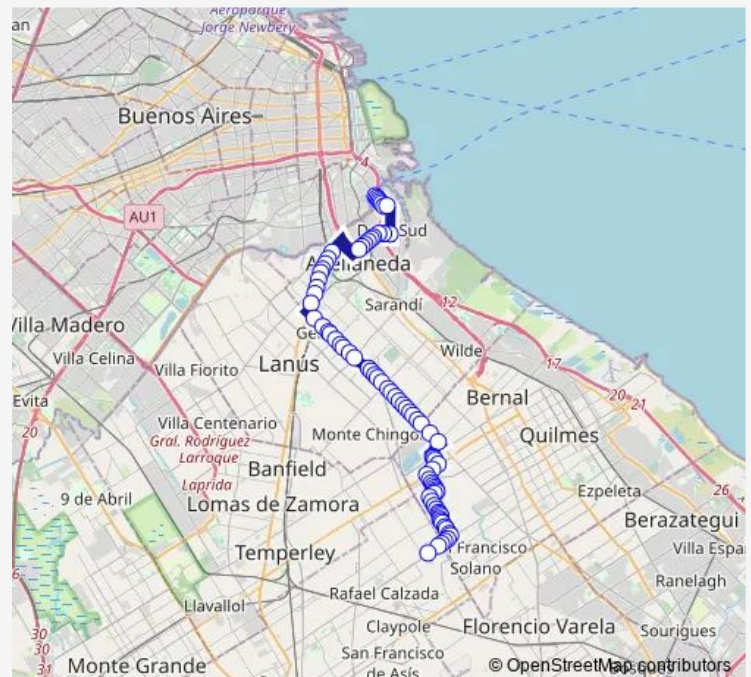 Aeroparque
Jorge Newbery
Buenos Aires
4
AU1
Sud
Avellaneda
Sarandí
12
Villa Madero
Villa Celina
Villa Fiorito
Lanús
Wilde
17
Evita
20
Bernal
20
21
Villa Centenario
Gral. Rodríguez
Larroque
Laprida
Monte Chingo
Quilmes
Banfield
9 de Abril
Lomas de Zamora
Ezpeleta
26
Berazategui
Temperley
Francisco
Solano
Villa Espa
Ranelagh
Rafael Calzada
Llavallol
Claypole
Florencio Varela
Sourigues
30
30
31
Monte Grande
San Francisco
de Asís
© OpenStreetMap contributors